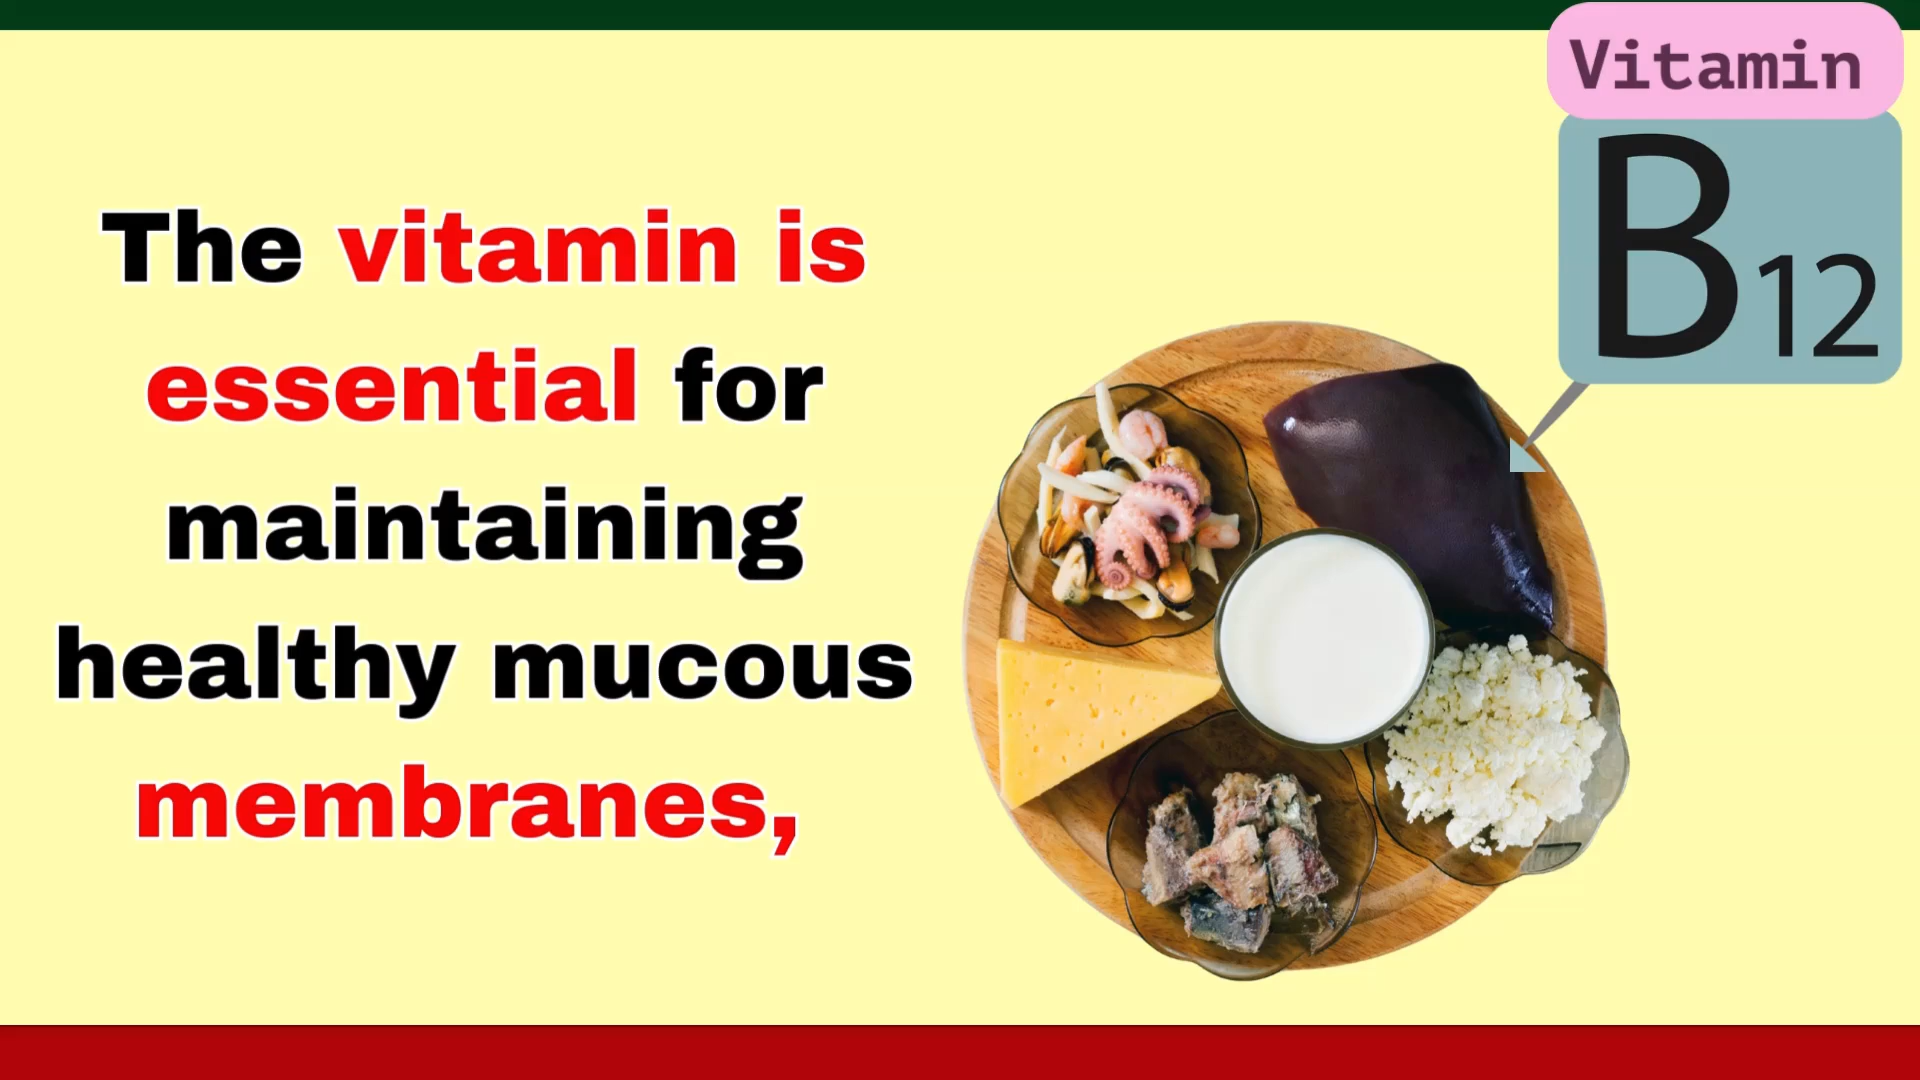 The vitamin is
essential for
maintaining
healthy mucous
membranes,
Vitamin
B12